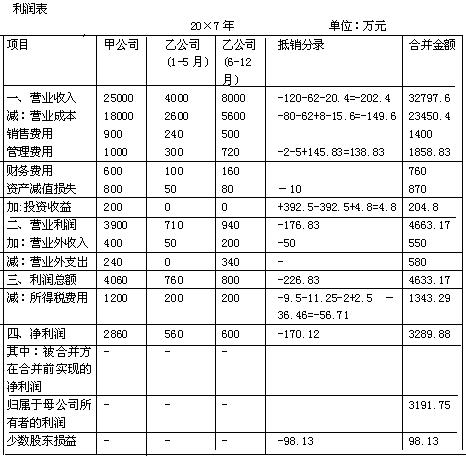 利润表
20×7 年 单位：万元
项目 甲公司 乙公司(1-5 月) 乙公司(6-12月) 抵销分录 合并金额
一、营业收入 25000 4000 8000 -120-62-20.4=-202.4 32797.6
减：营业成本 18000 2600 5600 -80-62+8-15.6=-149.6 23450.4
销售费用 900 240 500 1400
管理费用 1000 300 720 -2-5+145.83=138.83 1858.83
财务费用 600 100 160 760
资产减值损失 800 50 80 －10 870
加:投资收益 200 0 0 +392.5-392.5+4.8=4.8 204.8
二、营业利润 3900 710 940 -176.83 4663.17
加：营业外收入 400 50 200 -50 550
减：营业外支出 240 0 340 - 580
三、利润总额 4060 760 800 -226.83 4633.17
减：所得税费用 1200 200 200 -9.5-11.25-2+2.5 －36.46=-56.71 1343.29
四、净利润 2860 560 600 -170.12 3289.88
其中：被合并方在合并前实现的净利润 - - -
归属于母公司所有者的利润 - - - 3191.75
少数股东损益 - - - -98.13 98.13